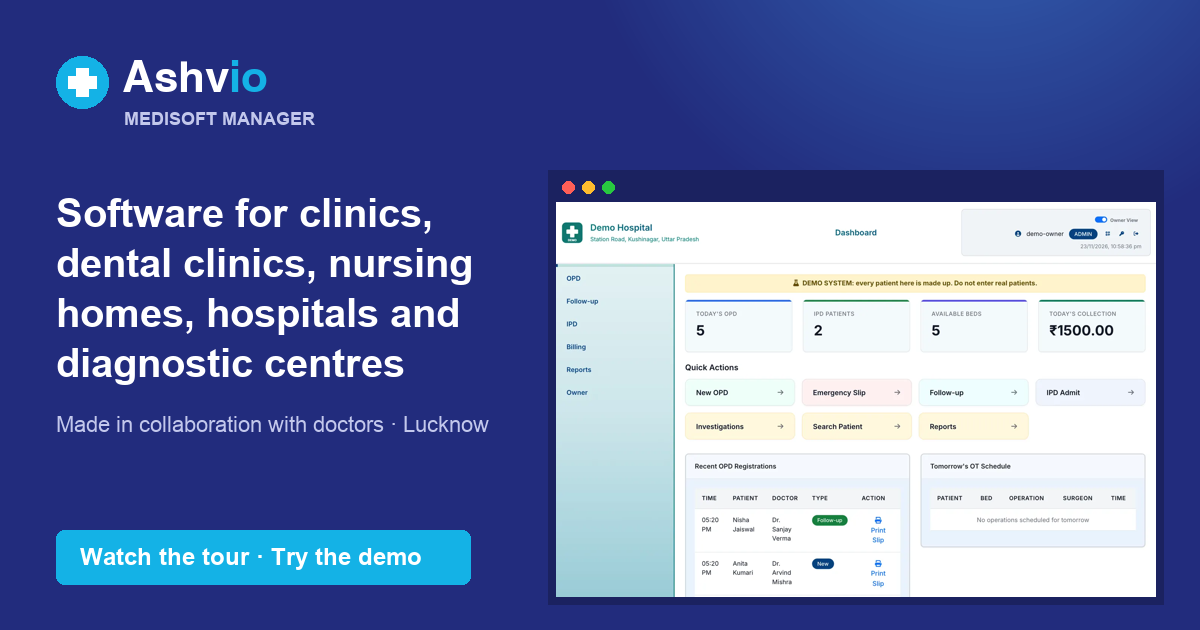 Ashvio
MEDISOFT MANAGER
Software for clinics,
dental clinics, nursing
homes, hospitals and
diagnostic centres
Made in collaboration with doctors · Lucknow
Watch the tour · Try the demo
Demo Hospital
Station Road, Kushinagar, Uttar Pradesh
Dashboard
Owner View
demo-owner ADMIN
23/11/2026, 10:58:36 pm
OPD
Follow-up
IPD
Billing
Reports
Owner
DEMO SYSTEM: every patient here is made up. Do not enter real patients.
TODAY'S OPD
5
IPD PATIENTS
2
AVAILABLE BEDS
5
TODAY'S COLLECTION
₹1500.00
Quick Actions
New OPD →
Emergency Slip →
Follow-up →
IPD Admit →
Investigations →
Search Patient →
Reports →
Recent OPD Registrations
TIME PATIENT DOCTOR TYPE ACTION
05:20 PM Nisha Jaiswal Dr. Sanjay Verma Follow-up Print Slip
05:20 PM Anita Kumari Dr. Arvind Mishra New Print Slip
Tomorrow's OT Schedule
PATIENT BED OPERATION SURGEON TIME
No operations scheduled for tomorrow